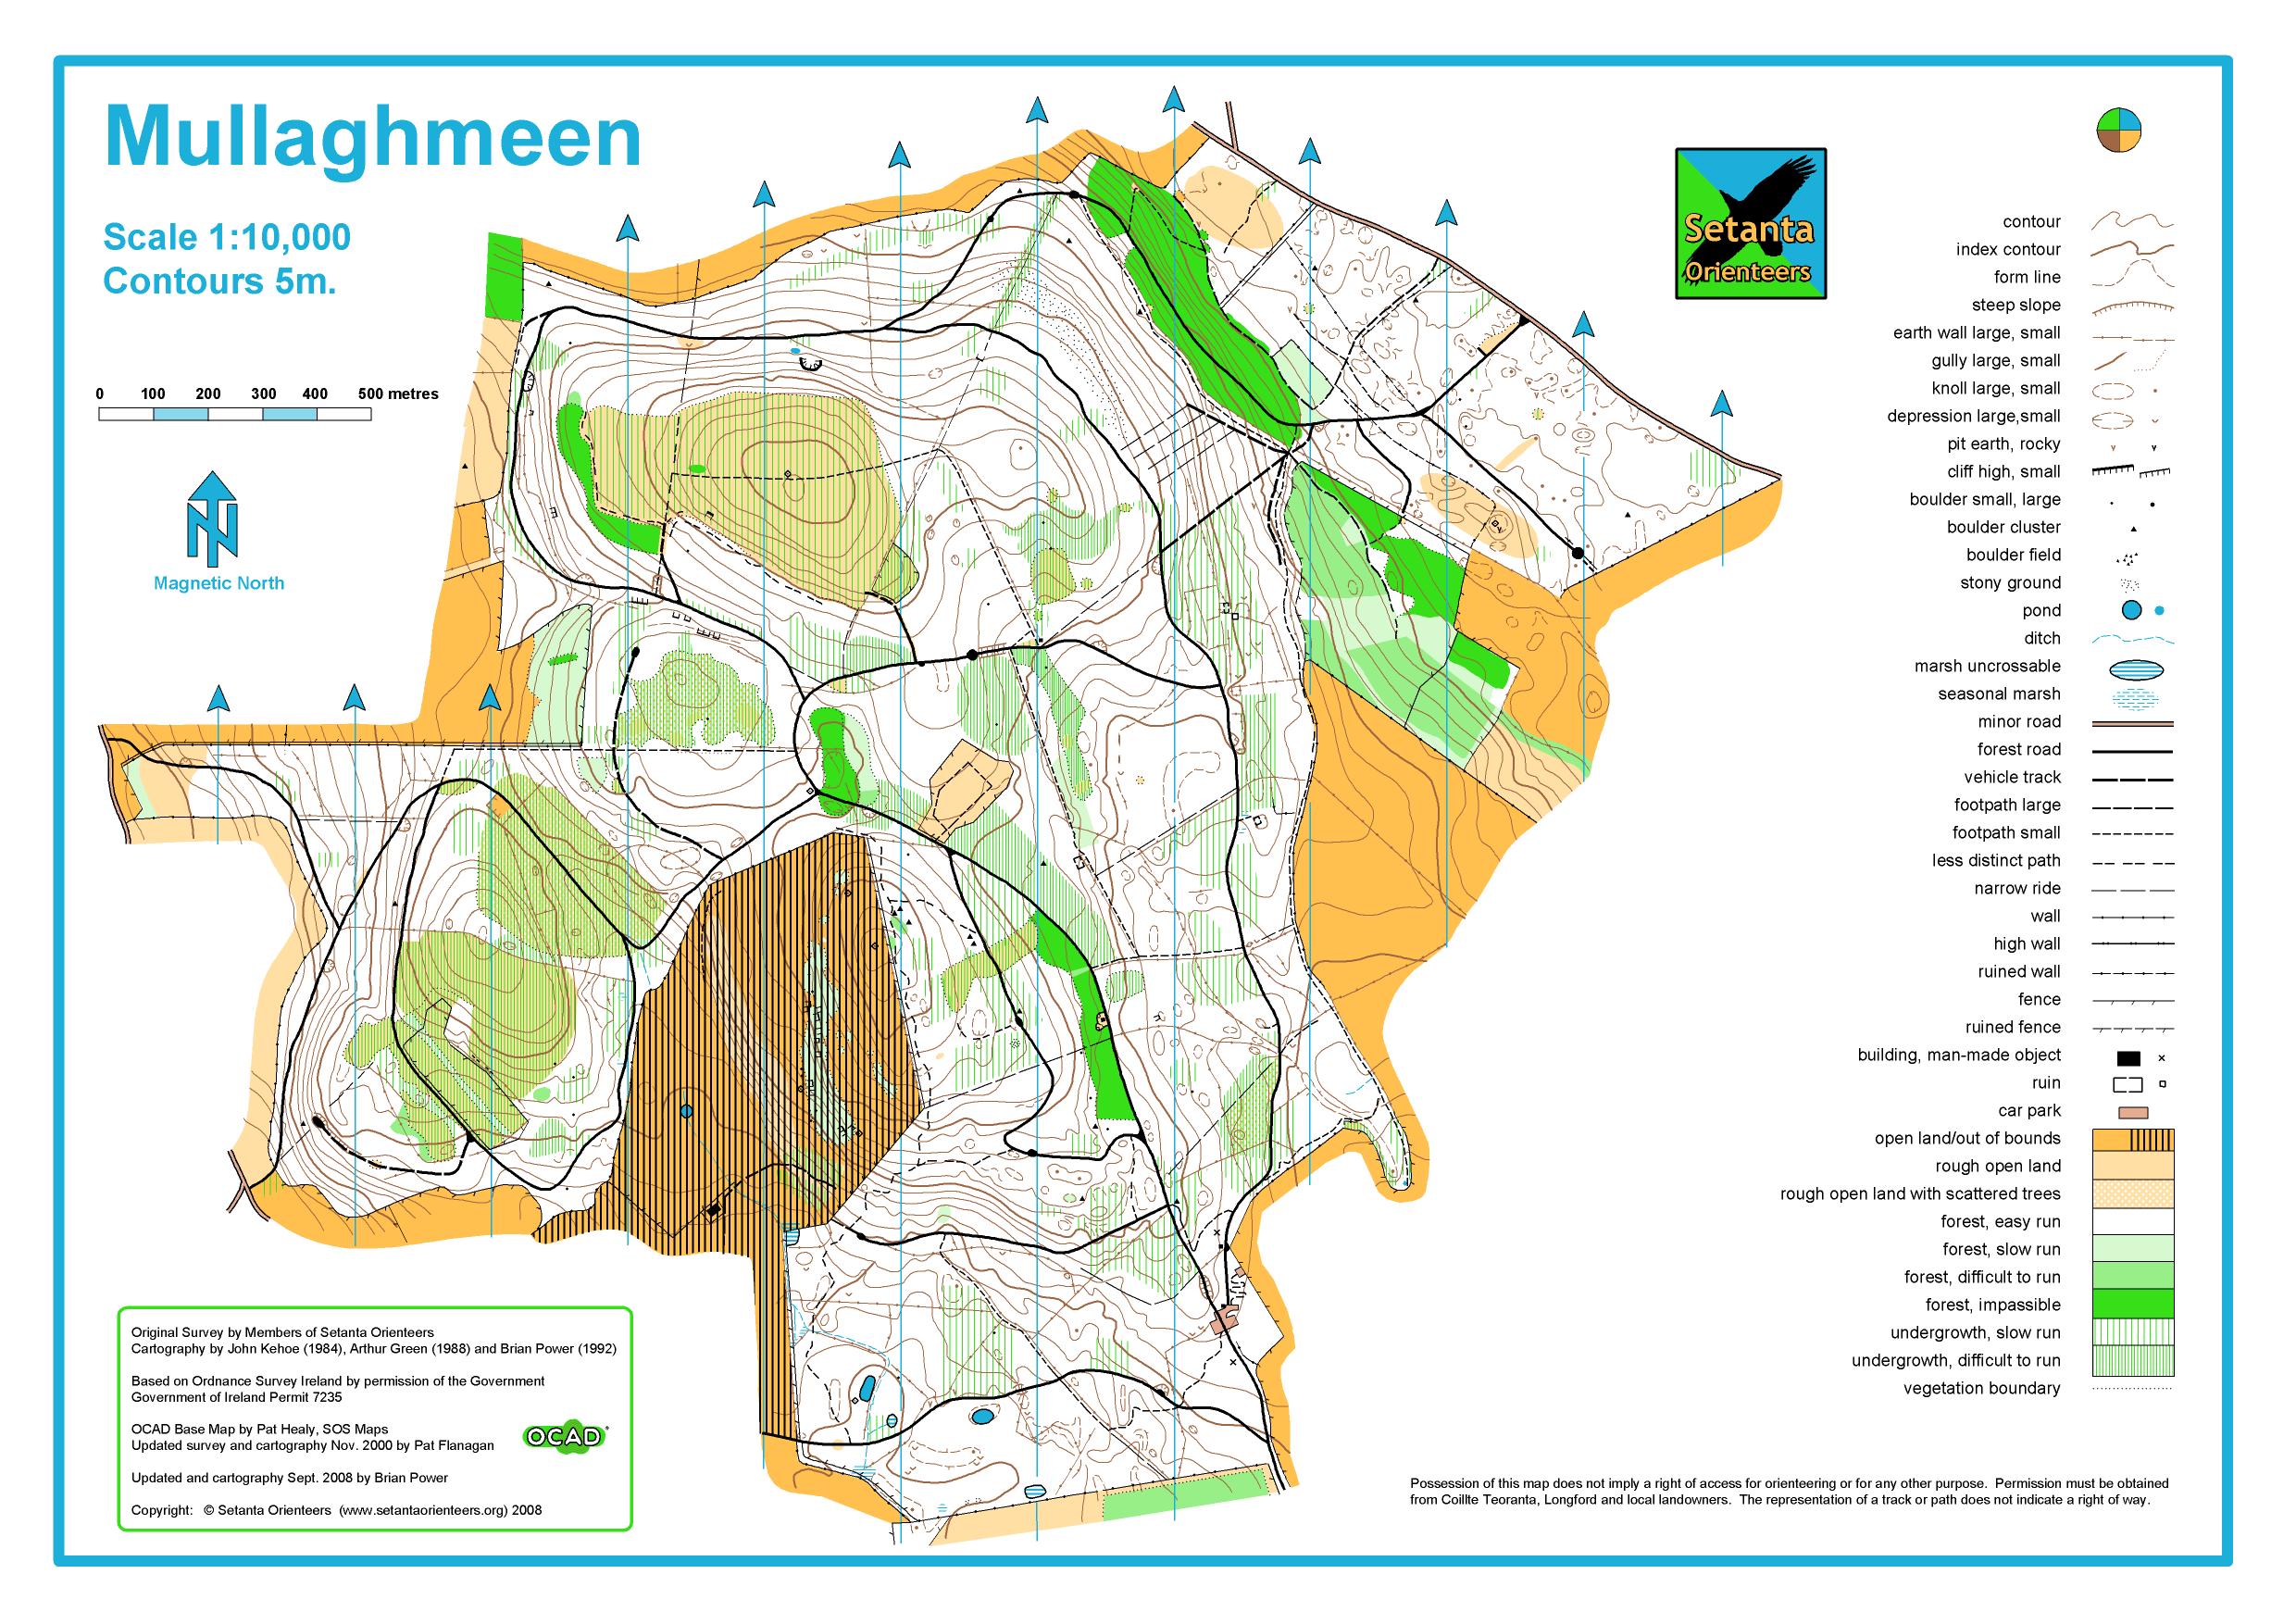 Mullaghmeen
Scale 1:10,000
Contours 5m.
0 100 200 300 400 500 metres
Magnetic North
Setanta
Orienteers
contour
index contour
form line
steep slope
earth wall large, small
gully large, small
knoll large, small
depression large,small
pit earth, rocky
cliff high, small
boulder small, large
boulder cluster
boulder field
stony ground
pond
ditch
marsh uncrossable
seasonal marsh
minor road
forest road
vehicle track
footpath large
footpath small
less distinct path
narrow ride
wall
high wall
ruined wall
fence
ruined fence
building, man-made object
ruin
car park
open land/out of bounds
rough open land
rough open land with scattered trees
forest, easy run
forest, slow run
forest, difficult to run
forest, impassible
undergrowth, slow run
undergrowth, difficult to run
vegetation boundary
Original Survey by Members of Setanta Orienteers
Cartography by John Kehoe (1984), Arthur Green (1988) and Brian Power (1992)
Based on Ordnance Survey Ireland by permission of the Government
Government of Ireland Permit 7235
OCAD Base Map by Pat Healy, SOS Maps
Updated survey and cartography Nov. 2000 by Pat Flanagan
OCAD
Updated and cartography Sept. 2008 by Brian Power
Copyright: © Setanta Orienteers (www.setantaorienteers.org) 2008
Possession of this map does not imply a right of access for orienteering or for any other purpose. Permission must be obtained
from Coillte Teoranta, Longford and local landowners. The representation of a track or path does not indicate a right of way.